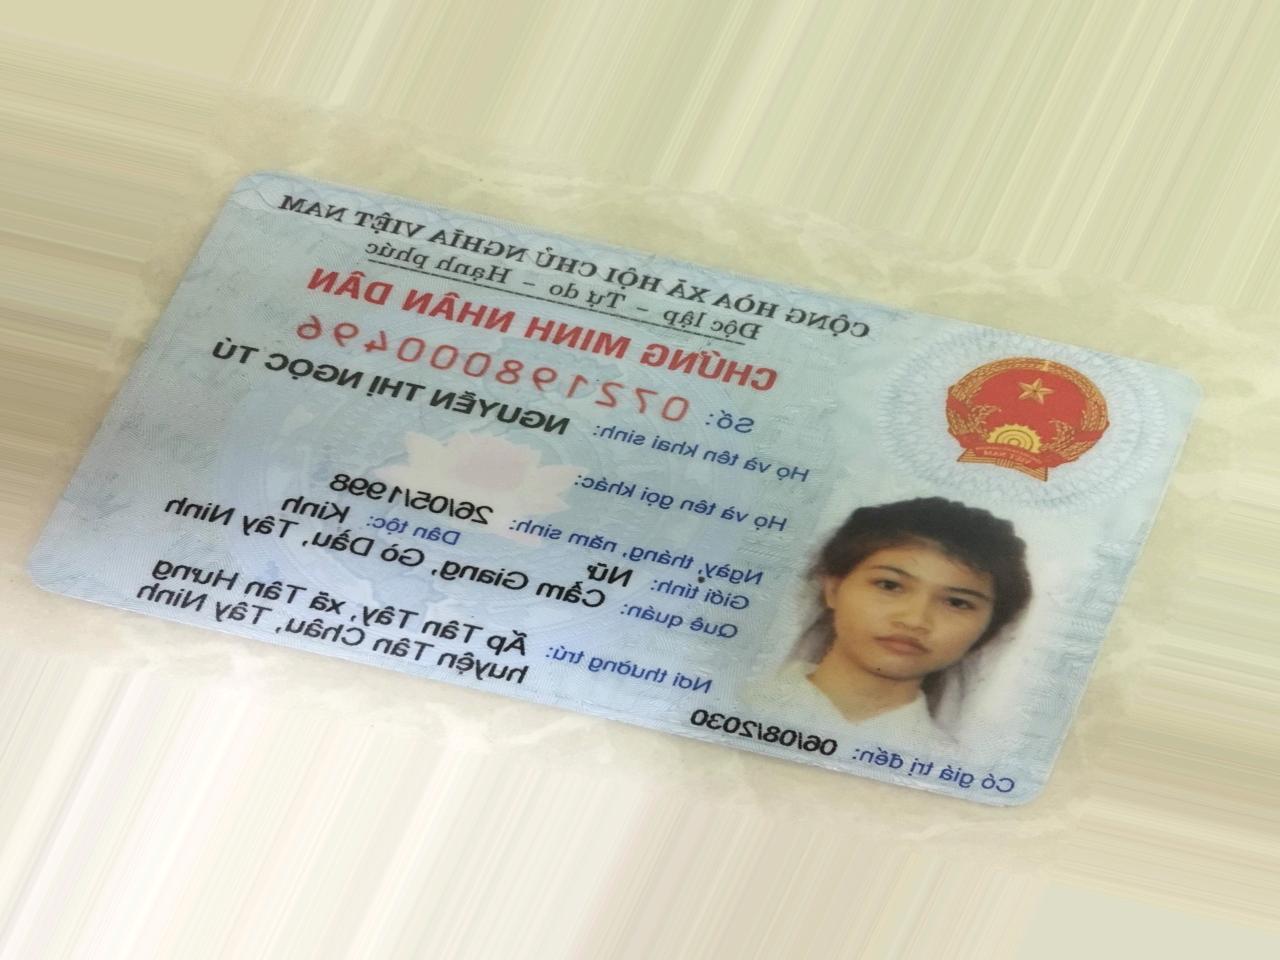 CỘNG HÒA XÃ HỘI CHỦ NGHĨA VIỆT NAM
Độc lập – Tự do – Hạnh phúc
CHỨNG MINH NHÂN DÂN
Số: 072198000496
Họ và tên khai sinh: NGUYỄN THỊ NGỌC TÚ
Họ và tên gọi khác:
Ngày, tháng, năm sinh: 26/05/1998
Giới tính: Nữ Dân tộc: Kinh
Quê quán: Cẩm Giang, Gò Dầu, Tây Ninh
Nơi thường trú: Ấp Tân Tây, xã Tân Hưng
huyện Tân Châu, Tây Ninh
Có giá trị đến: 06/08/2030
VIỆT NAM